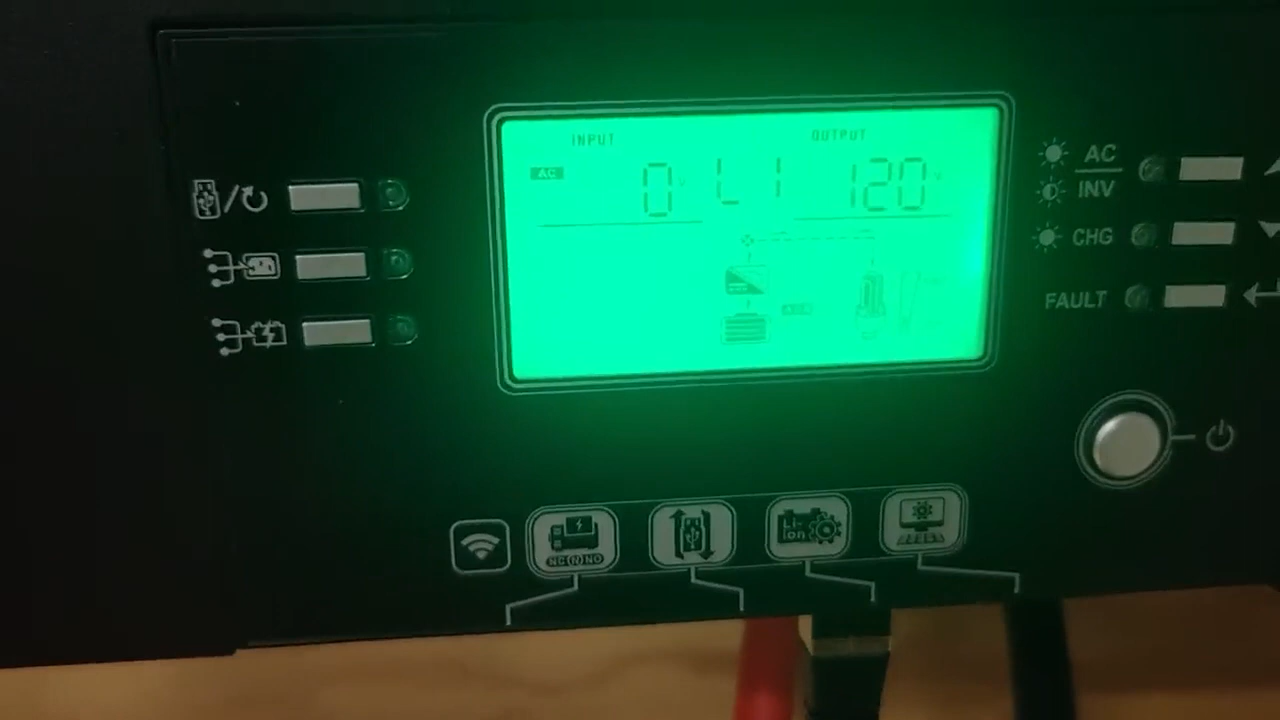 INPUT
OUTPUT
AC
0 V L1 120 V
AC
INV
CHG
FAULT
NC(N)NO
Li-
ion